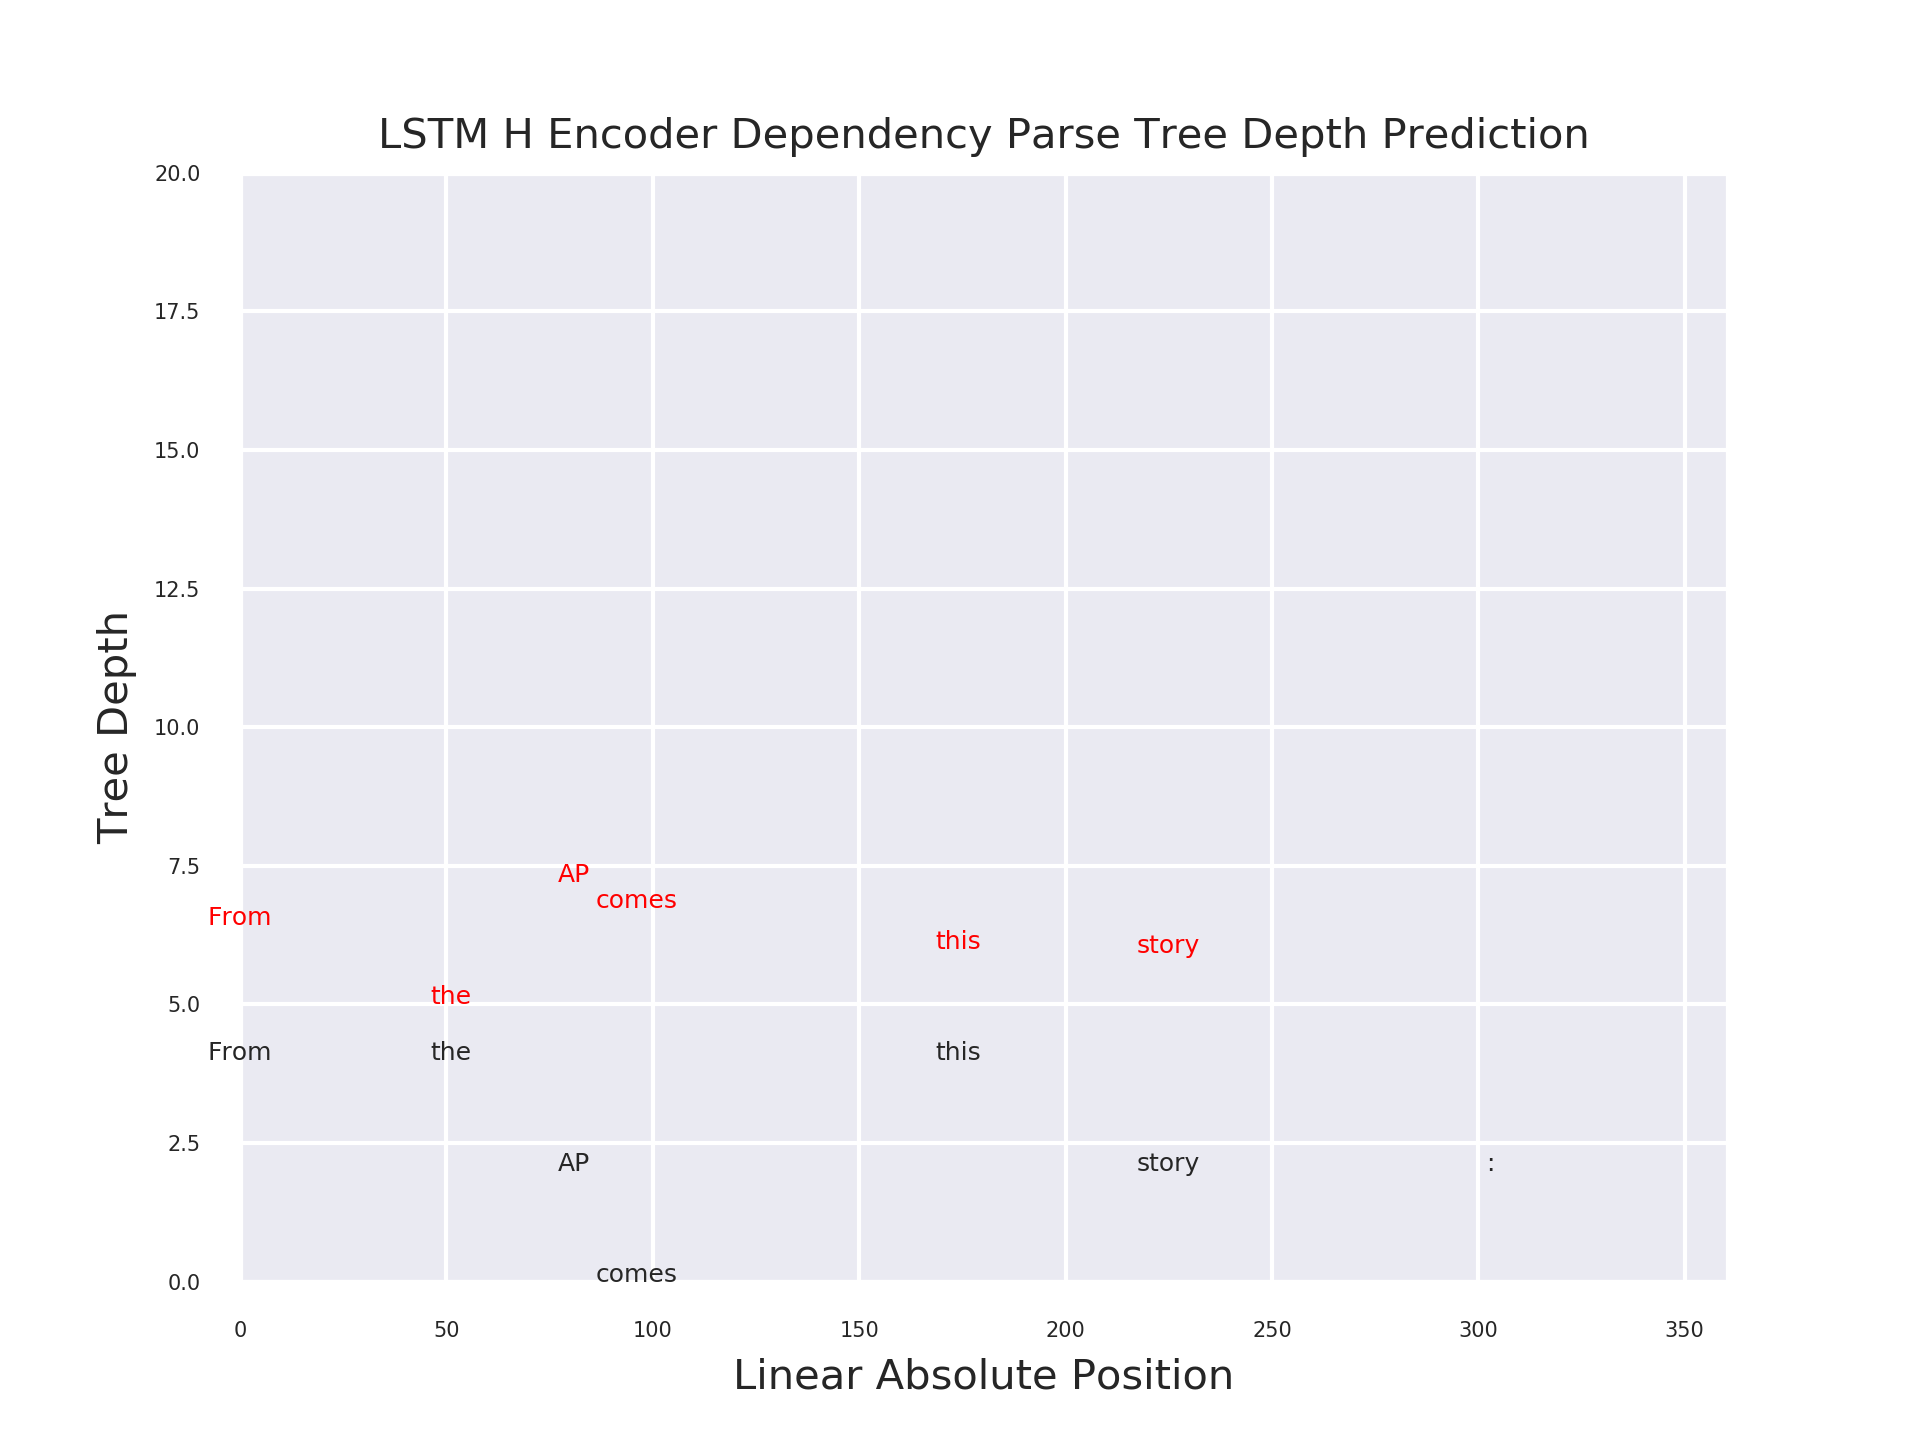 LSTM H Encoder Dependency Parse Tree Depth Prediction
20.0
17.5
15.0
12.5
10.0
7.5
5.0
2.5
0.0
Tree Depth
AP
comes
From
this
story
the
From
the
this
AP
story
:
comes
0 50 100 150 200 250 300 350
Linear Absolute Position